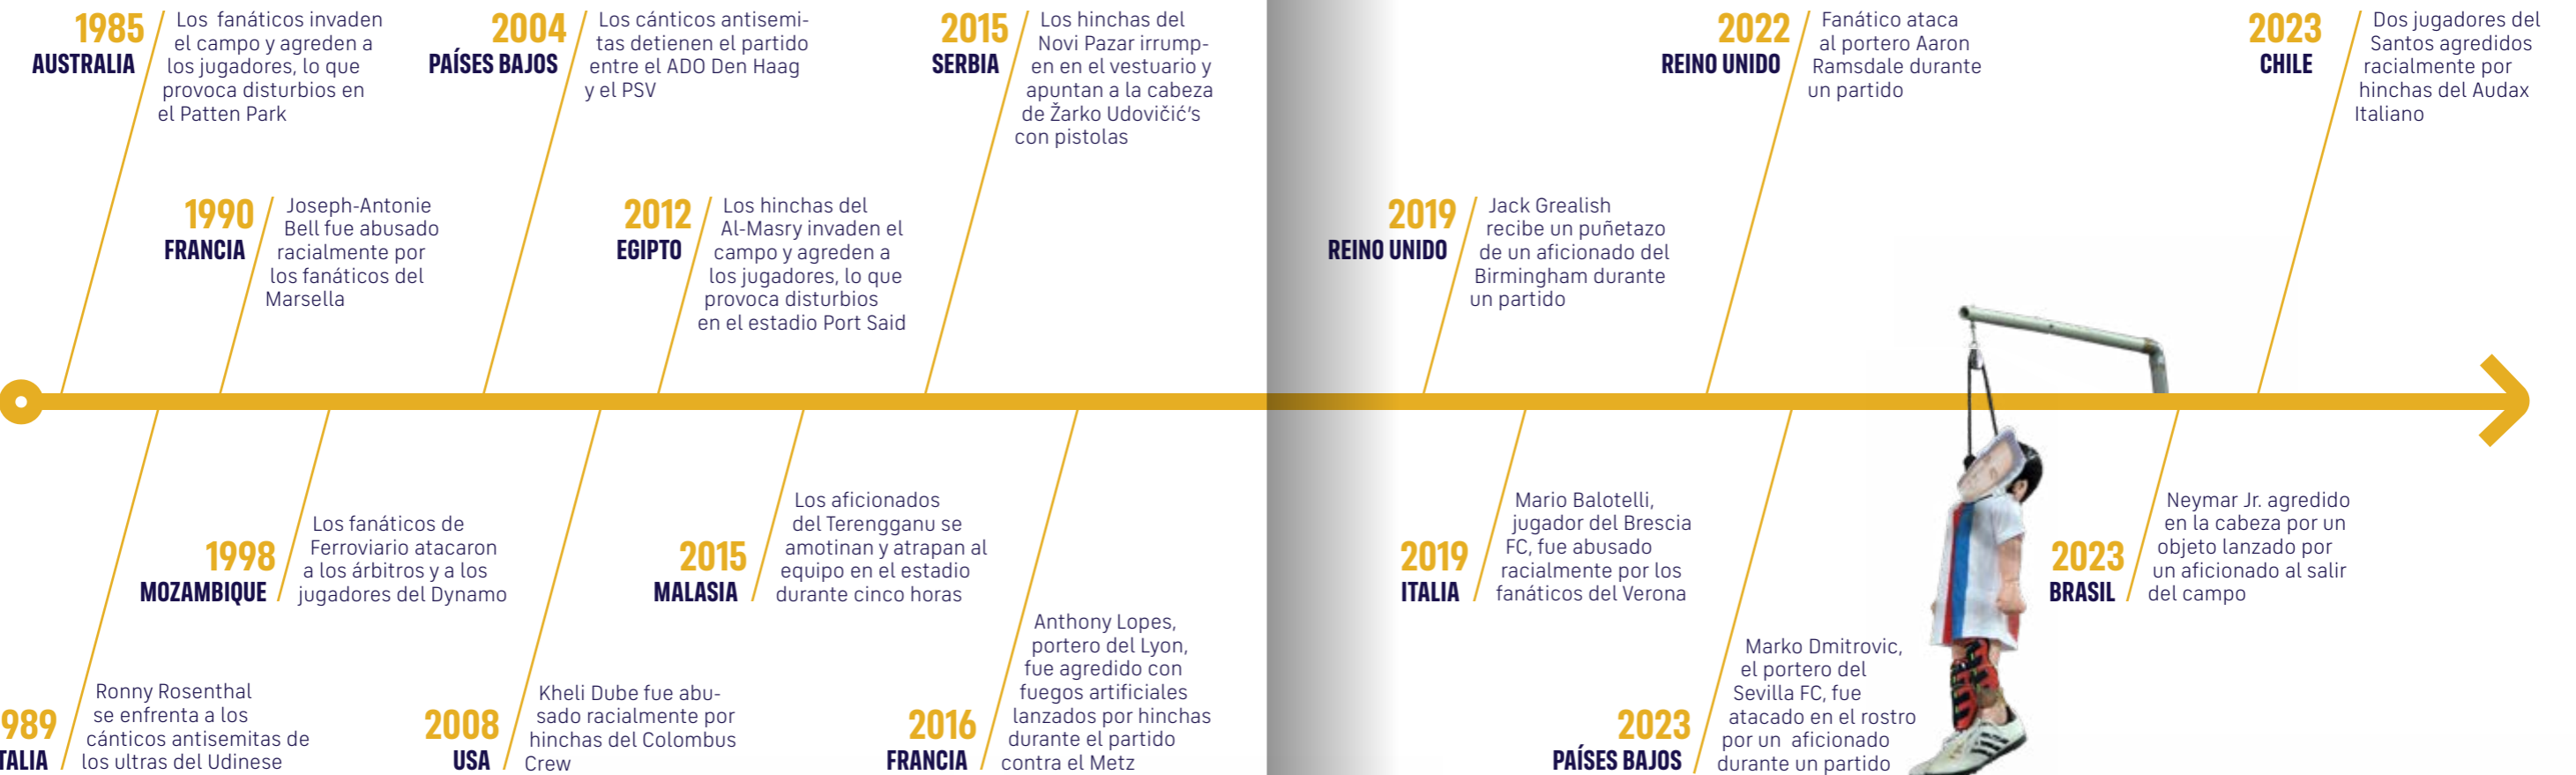 1985
AUSTRALIA
Los fanáticos invaden
el campo y agreden a
los jugadores, lo que
provoca disturbios en
el Patten Park
2004
PAÍSES BAJOS
Los cánticos antisemi-
tas detienen el partido
entre el ADO Den Haag
y el PSV
2015
SERBIA
Los hinchas del
Novi Pazar irrump-
en en el vestuario y
apuntan a la cabeza
de Žarko Udovičić’s
con pistolas
2022
REINO UNIDO
Fanático ataca
al portero Aaron
Ramsdale durante
un partido
2023
CHILE
Dos jugadores del
Santos agredidos
racialmente por
hinchas del Audax
Italiano
1990
FRANCIA
Joseph-Antonie
Bell fue abusado
racialmente por
los fanáticos del
Marsella
2012
EGIPTO
Los hinchas del
Al-Masry invaden el
campo y agreden a
los jugadores, lo que
provoca disturbios
en el estadio Port Said
2019
REINO UNIDO
Jack Grealish
recibe un puñetazo
de un aficionado del
Birmingham durante
un partido
1998
MOZAMBIQUE
Los fanáticos de
Ferroviario atacaron
a los árbitros y a los
jugadores del Dynamo
2015
MALASIA
Los aficionados
del Terengganu se
amotinan y atrapan al
equipo en el estadio
durante cinco horas
2019
ITALIA
Mario Balotelli,
jugador del Brescia
FC, fue abusado
racialmente por los
fanáticos del Verona
2023
BRASIL
Neymar Jr. agredido
en la cabeza por un
objeto lanzado por
un aficionado al salir
del campo
989
TALIA
Ronny Rosenthal
se enfrenta a los
cánticos antisemitas de
los ultras del Udinese
2008
USA
Kheli Dube fue abu-
sado racialmente por
hinchas del Colombus
Crew
2016
FRANCIA
Anthony Lopes,
portero del Lyon,
fue agredido con
fuegos artificiales
lanzados por hinchas
durante el partido
contra el Metz
2023
PAÍSES BAJOS
Marko Dmitrovic,
el portero del
Sevilla FC, fue
atacado en el rostro
por un aficionado
durante un partido